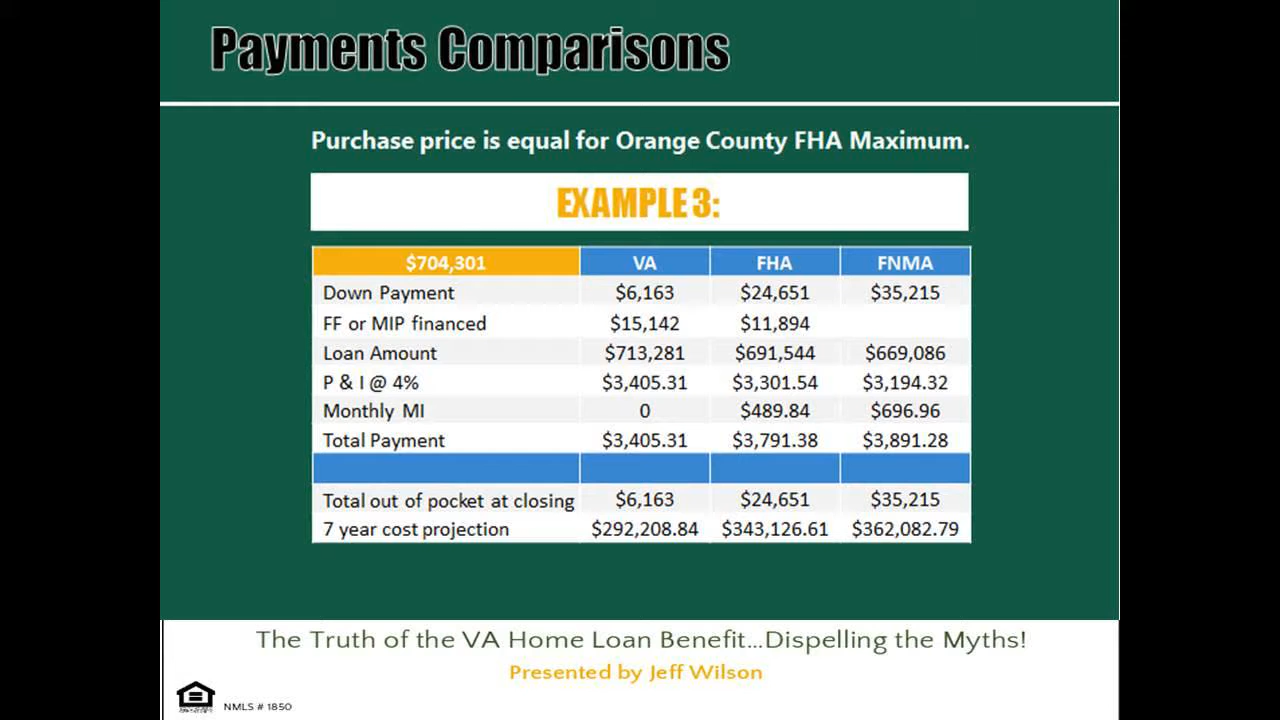 Payments Comparisons
Purchase price is equal for Orange County FHA Maximum.
EXAMPLE 3:
$704,301 VA FHA FNMA
Down Payment $6,163 $24,651 $35,215
FF or MIP financed $15,142 $11,894
Loan Amount $713,281 $691,544 $669,086
P & I @ 4% $3,405.31 $3,301.54 $3,194.32
Monthly MI 0 $489.84 $696.96
Total Payment $3,405.31 $3,791.38 $3,891.28
Total out of pocket at closing $6,163 $24,651 $35,215
7 year cost projection $292,208.84 $343,126.61 $362,082.79
The Truth of the VA Home Loan Benefit...Dispelling the Myths!
Presented by Jeff Wilson
NMLS # 1850